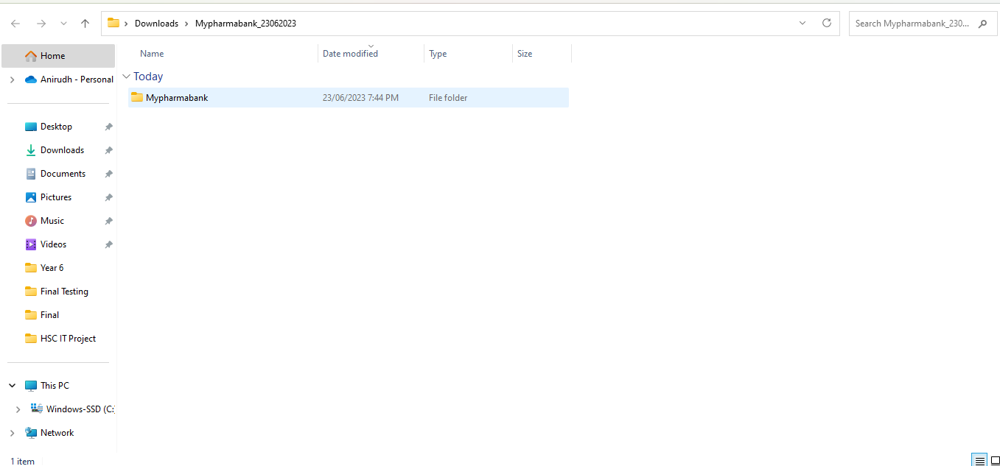 Downloads > Mypharmabank_23062023
Search Mypharmabank_230...
Name Date modified Type Size
Home
Anirudh - Personal
Today
Mypharmabank 23/06/2023 7:44 PM File folder
Desktop
Downloads
Documents
Pictures
Music
Videos
Year 6
Final Testing
Final
HSC IT Project
This PC
Windows-SSD (C:
Network
1 item